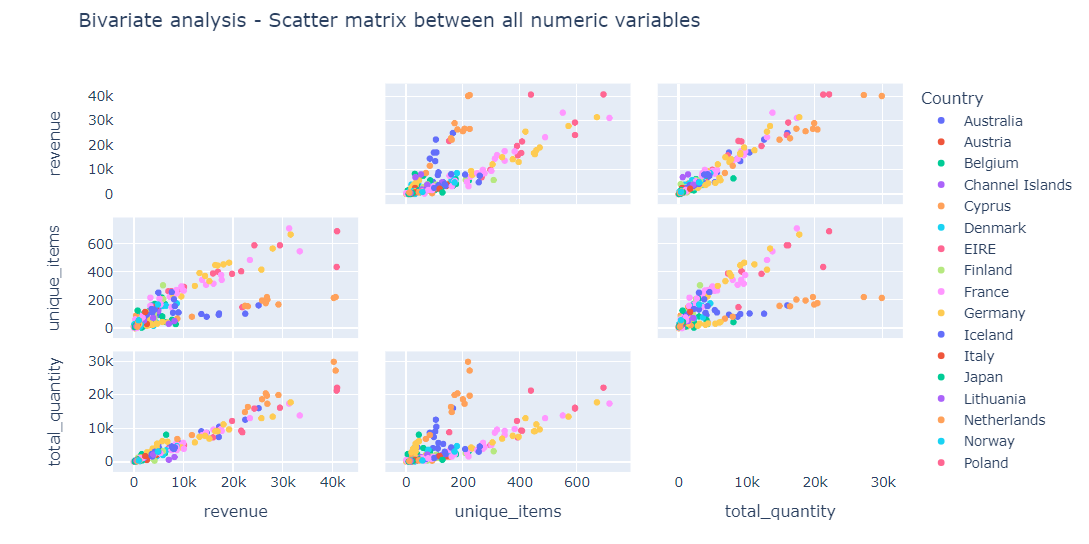 Bivariate analysis - Scatter matrix between all numeric variables
revenue
40k
30k
20k
10k
0
unique_items
600
400
200
0
total_quantity
30k
20k
10k
0
0
10k
20k
30k
40k
revenue
0
200
400
600
unique_items
0
10k
20k
30k
total_quantity
Country
Australia
Austria
Belgium
Channel Islands
Cyprus
Denmark
EIRE
Finland
France
Germany
Iceland
Italy
Japan
Lithuania
Netherlands
Norway
Poland